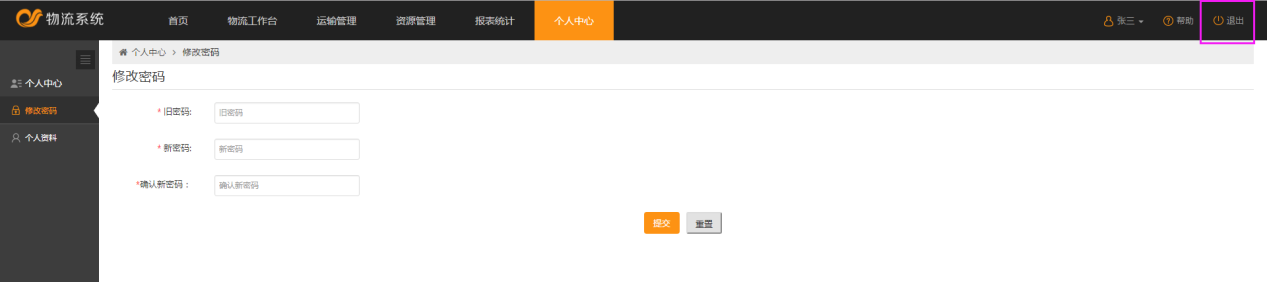 物流系统 首页 物流工作台 运输管理 资源管理 报表统计 个人中心 张三 帮助 退出
个人中心 > 修改密码
修改密码
个人中心
修改密码
个人资料
* 旧密码: 旧密码
* 新密码: 新密码
*确认新密码： 确认新密码
提交 重置